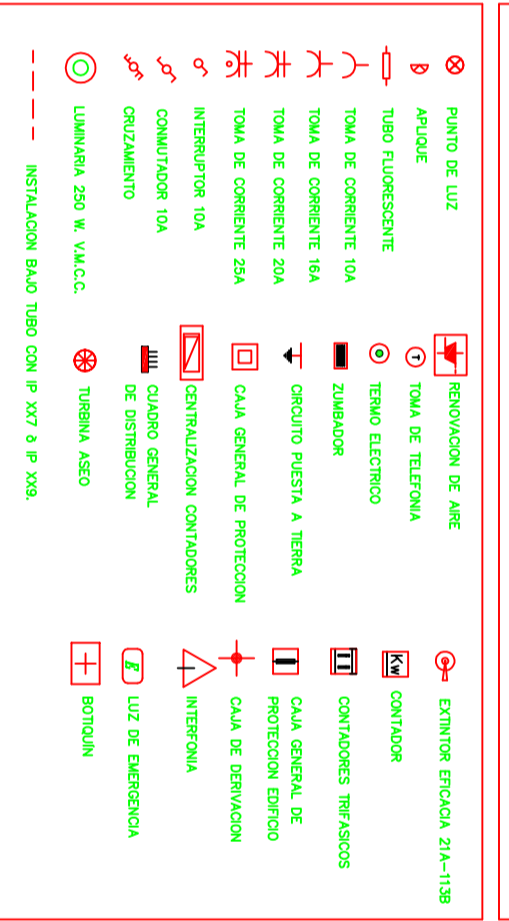 PUNTO DE LUZ
APLIQUE
TUBO FLUORESCENTE
TOMA DE CORRIENTE 10A
TOMA DE CORRIENTE 16A
TOMA DE CORRIENTE 20A
TOMA DE CORRIENTE 25A
INTERRUPTOR 10A
CONMUTADOR 10A
CRUZAMIENTO
LUMINARIA 250 W. V.M.C.C.
INSTALACION BAJO TUBO CON IP XX7 ó IP XX9.
RENOVACION DE AIRE
T
TOMA DE TELEFONIA
TERMO ELECTRICO
ZUMBADOR
CIRCUITO PUESTA A TIERRA
CAJA GENERAL DE PROTECCION
CENTRALIZACION CONTADORES
CUADRO GENERAL
DE DISTRIBUCION
TURBINA ASEO
EXTINTOR EFICACIA 21A-113B
Kw
CONTADOR
CONTADORES TRIFASICOS
CAJA GENERAL DE
PROTECCION EDIFICIO
CAJA DE DERIVACION
INTERFONIA
E
LUZ DE EMERGENCIA
BOTIQUÍN